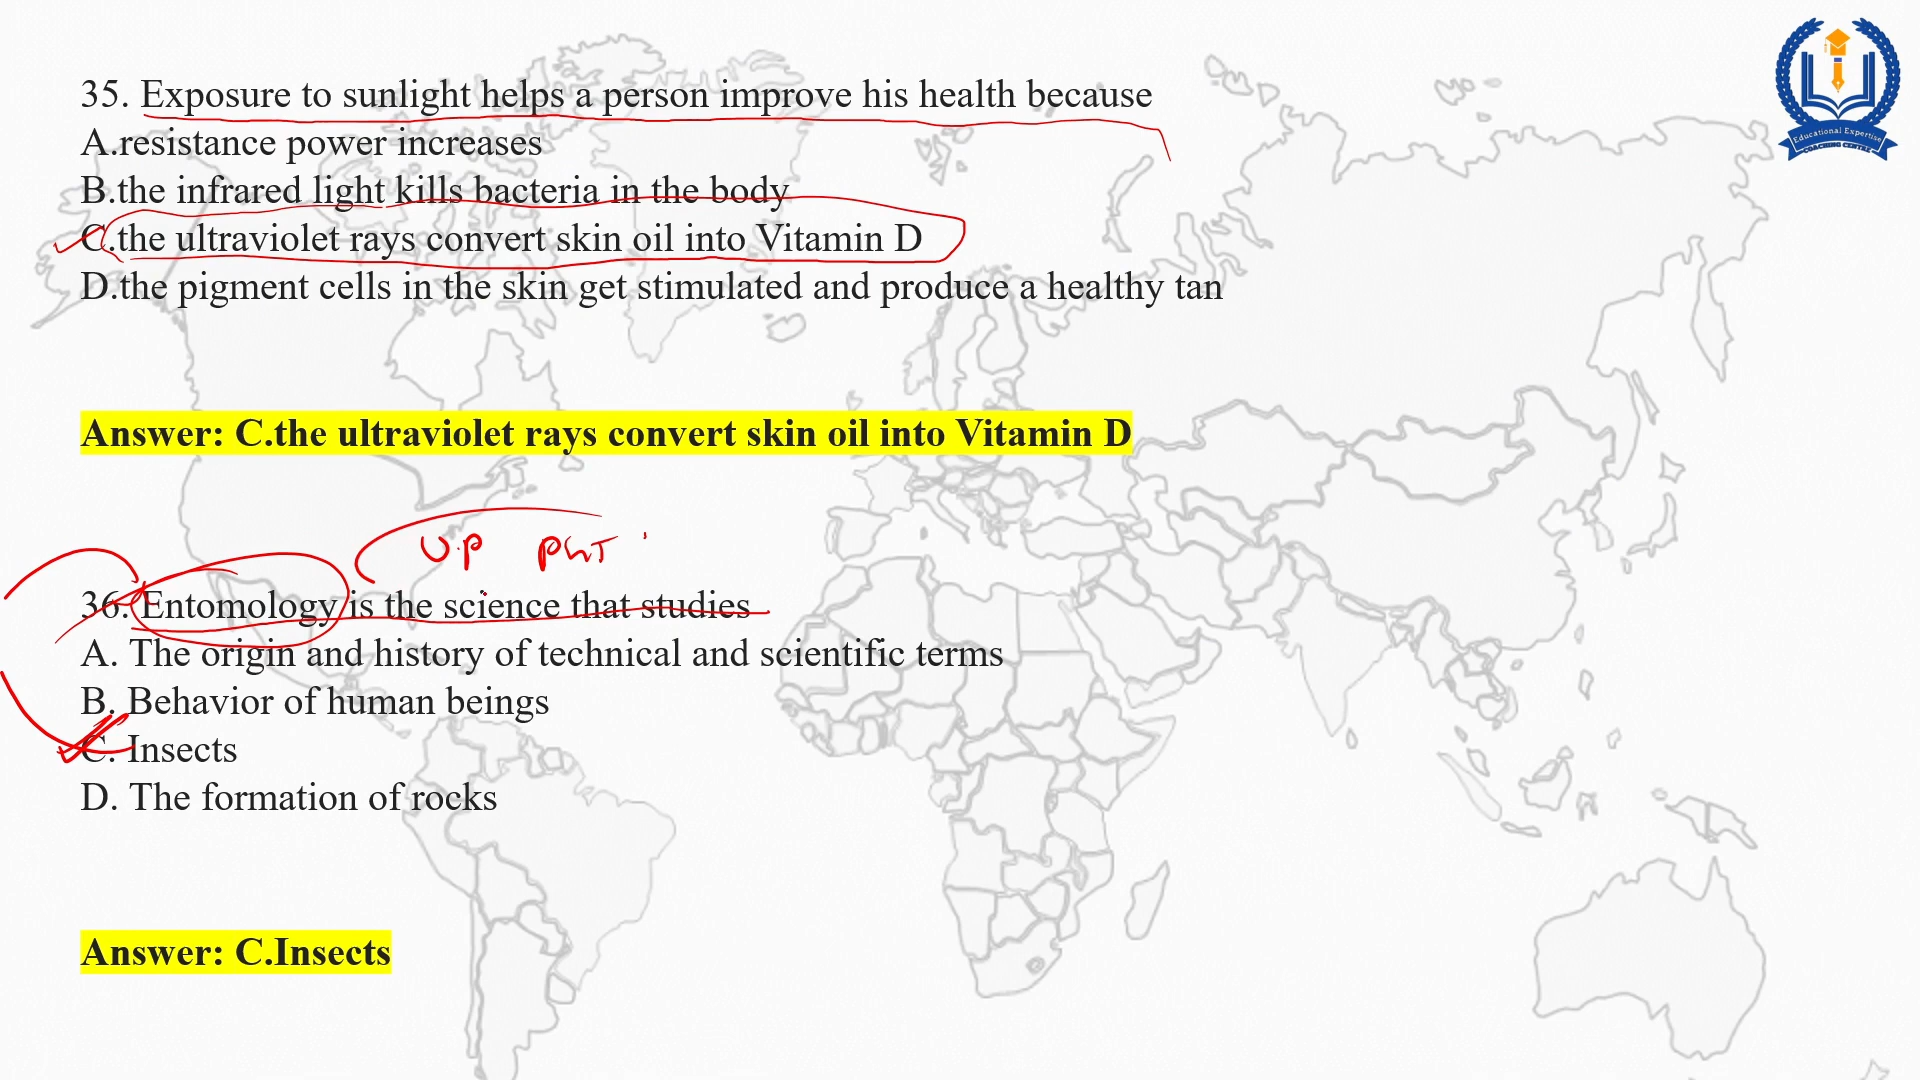 35. Exposure to sunlight helps a person improve his health because
A.resistance power increases
B.the infrared light kills bacteria in the body
C.the ultraviolet rays convert skin oil into Vitamin D
D.the pigment cells in the skin get stimulated and produce a healthy tan
Answer: C.the ultraviolet rays convert skin oil into Vitamin D
U.P
36. Entomology is the science that studies
A. The origin and history of technical and scientific terms
B. Behavior of human beings
C. Insects
D. The formation of rocks
Answer: C.Insects
Educational Expertise
COACHING CENTRE